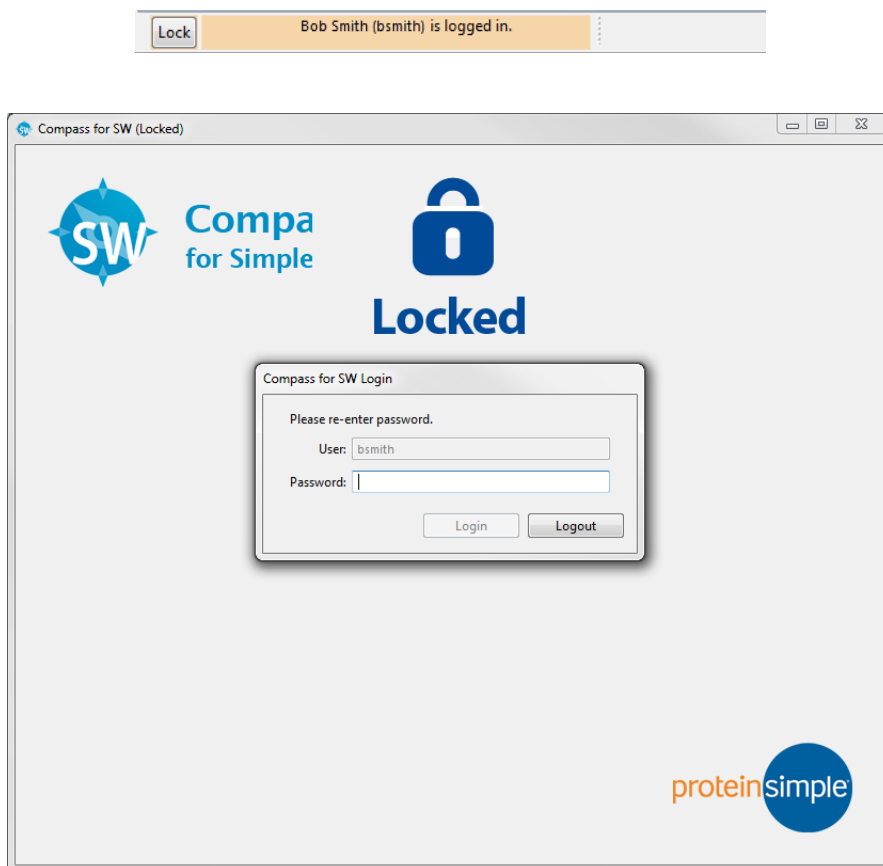 Lock
Bob Smith (bsmith) is logged in.
Compass for SW (Locked)
SW
Compa
for Simple
Locked
Compass for SW Login
Please re-enter password.
User: bsmith
Password:
Login
Logout
proteinsimple